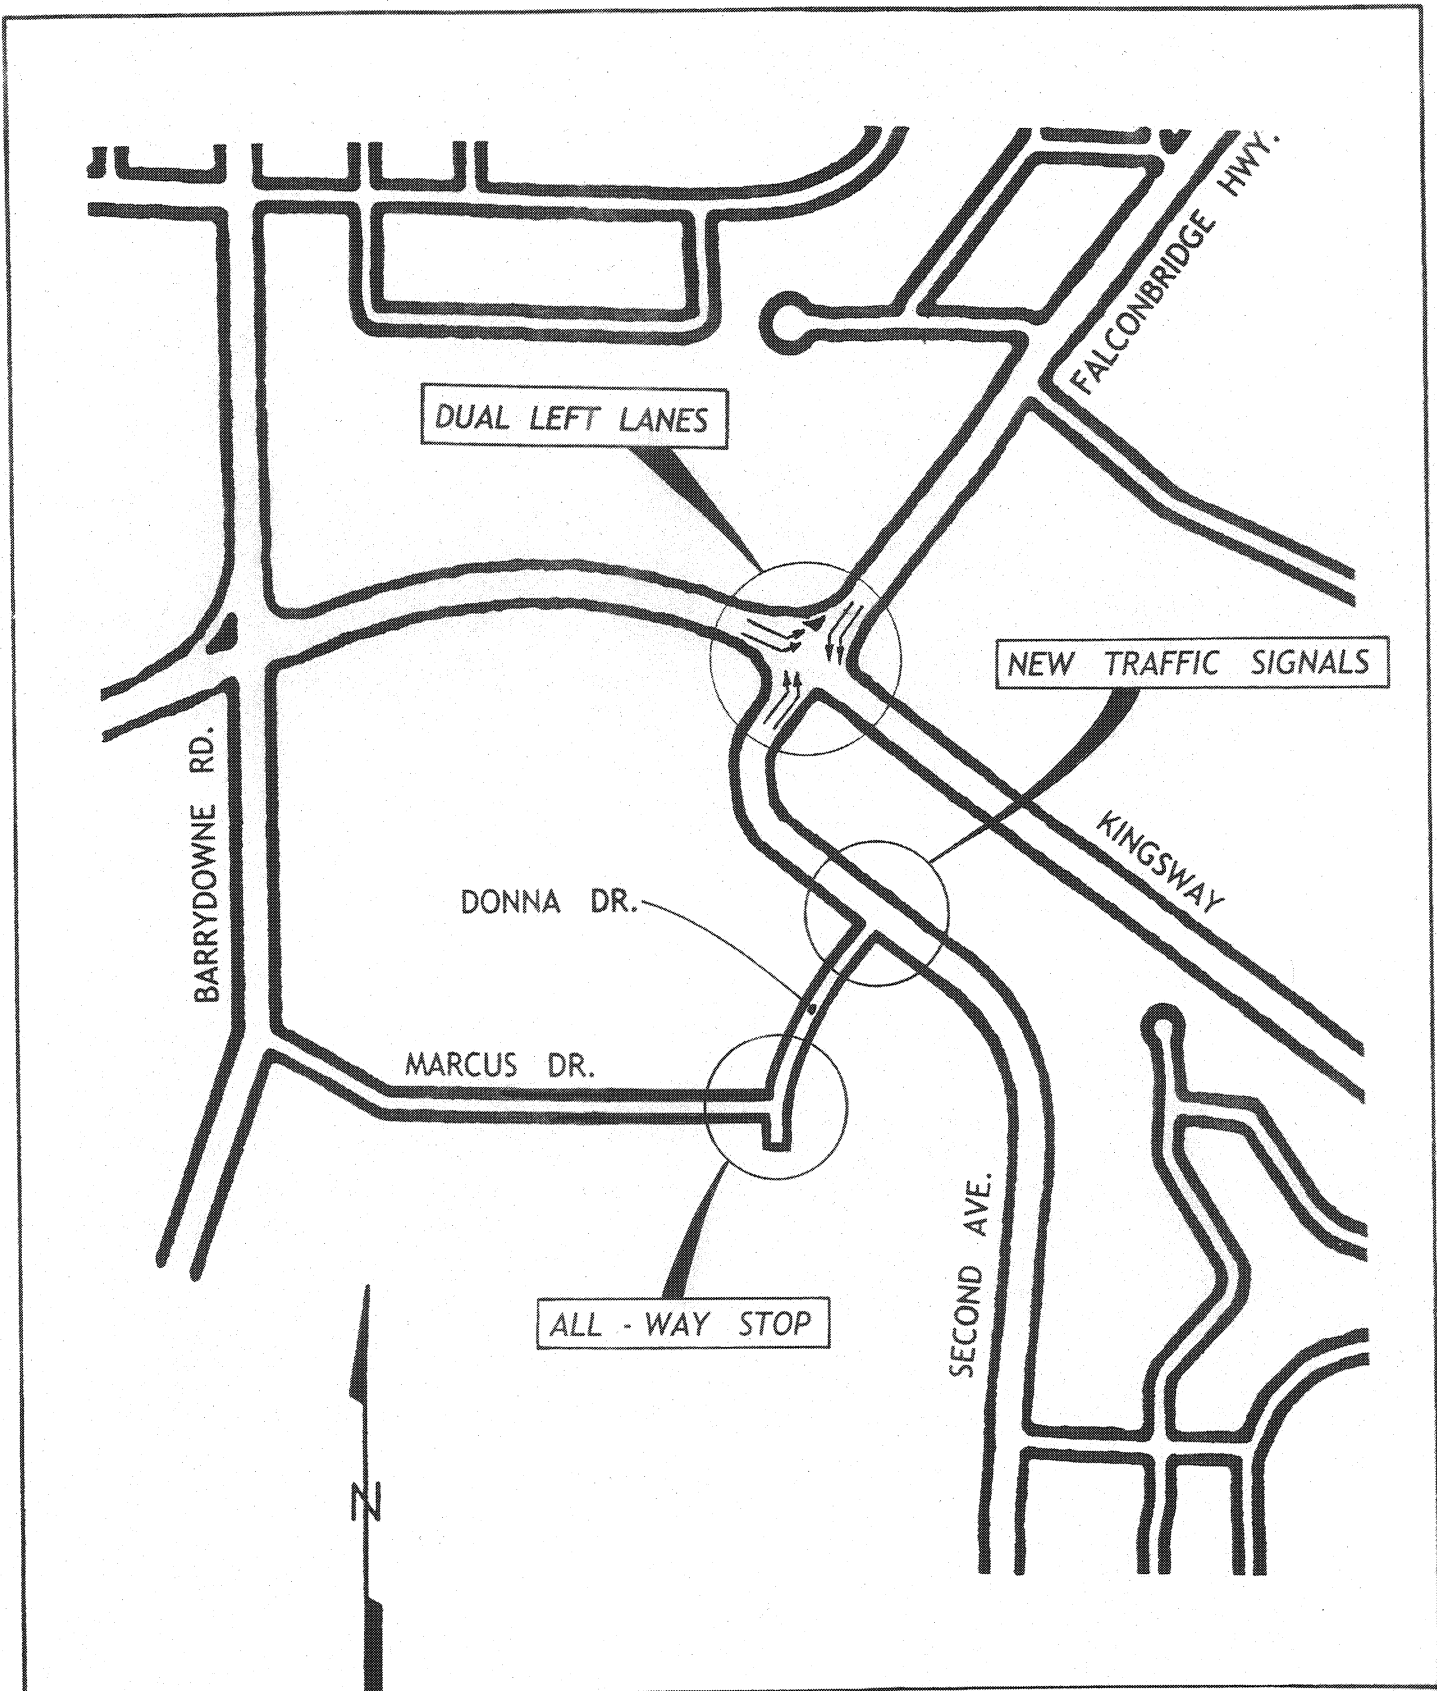 FALCONBRIDGE HWY.
DUAL LEFT LANES
NEW TRAFFIC SIGNALS
BARRYDOWNE RD.
KINGSWAY
DONNA DR.
MARCUS DR.
SECOND AVE.
ALL - WAY STOP
N